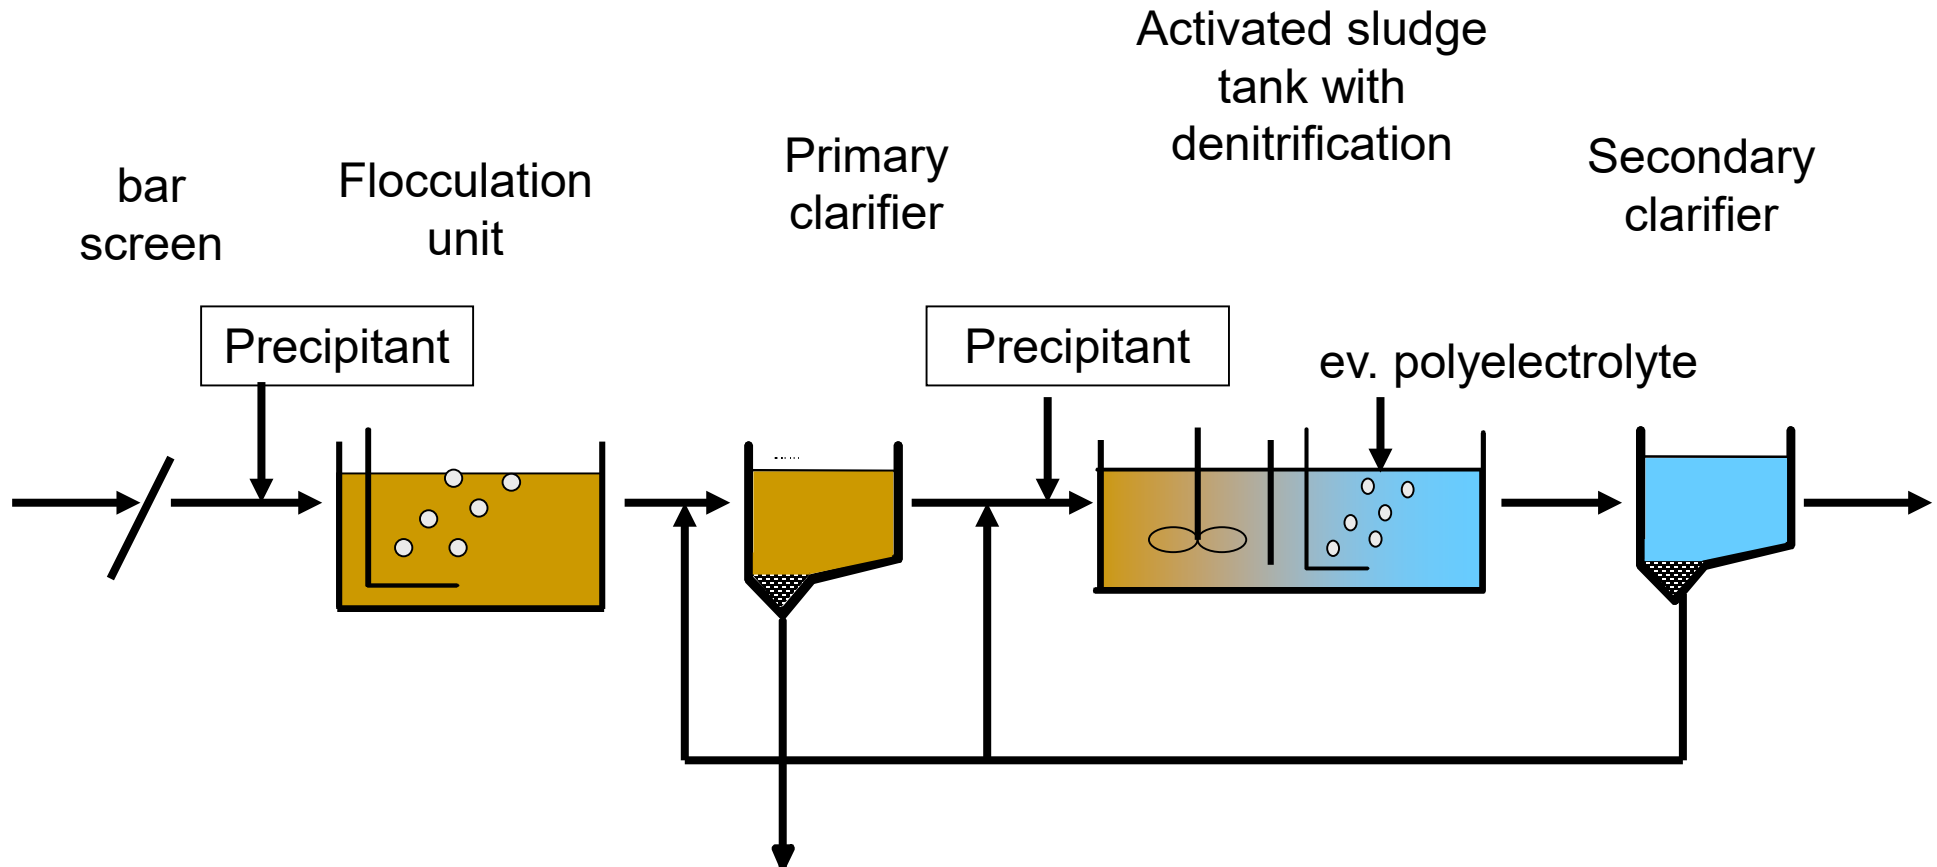 Activated sludge
tank with
denitrification
bar
screen
Flocculation
unit
Primary
clarifier
Secondary
clarifier
Precipitant
Precipitant
ev. polyelectrolyte